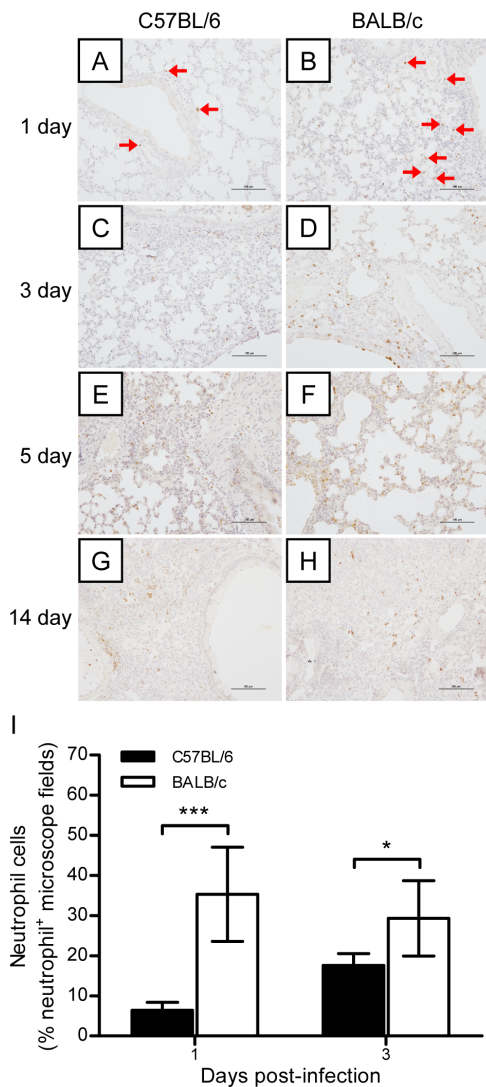 C57BL/6 BALB/c
1 day
A
B
3 day
C
D
5 day
E
F
14 day
G
H
I
C57BL/6
BALB/c
Neutrophil cells
(% neutrophil+ microscope fields)
70
60
50
40
30
20
10
0
***
*
1 3
Days post-infection